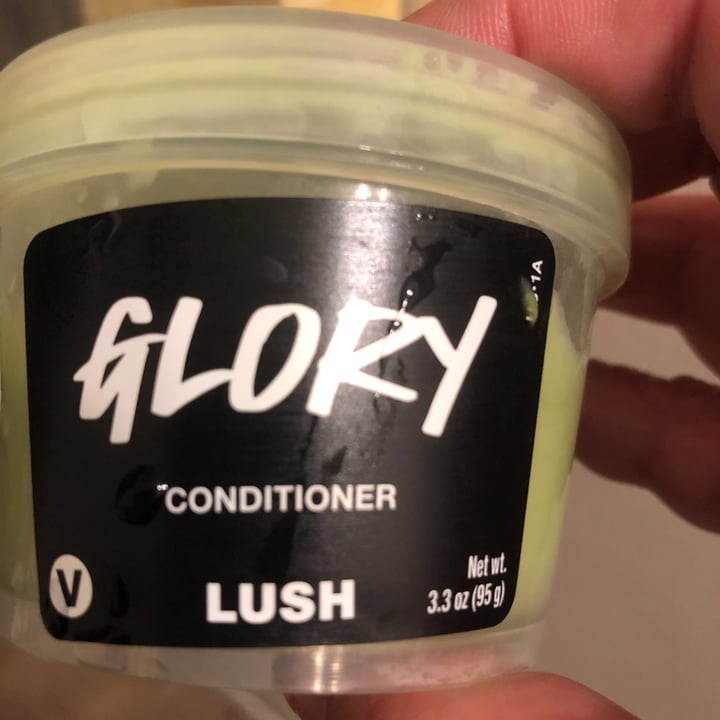 GLORY
CONDITIONER
V
LUSH
Net wt.
3.3 oz (95 g)